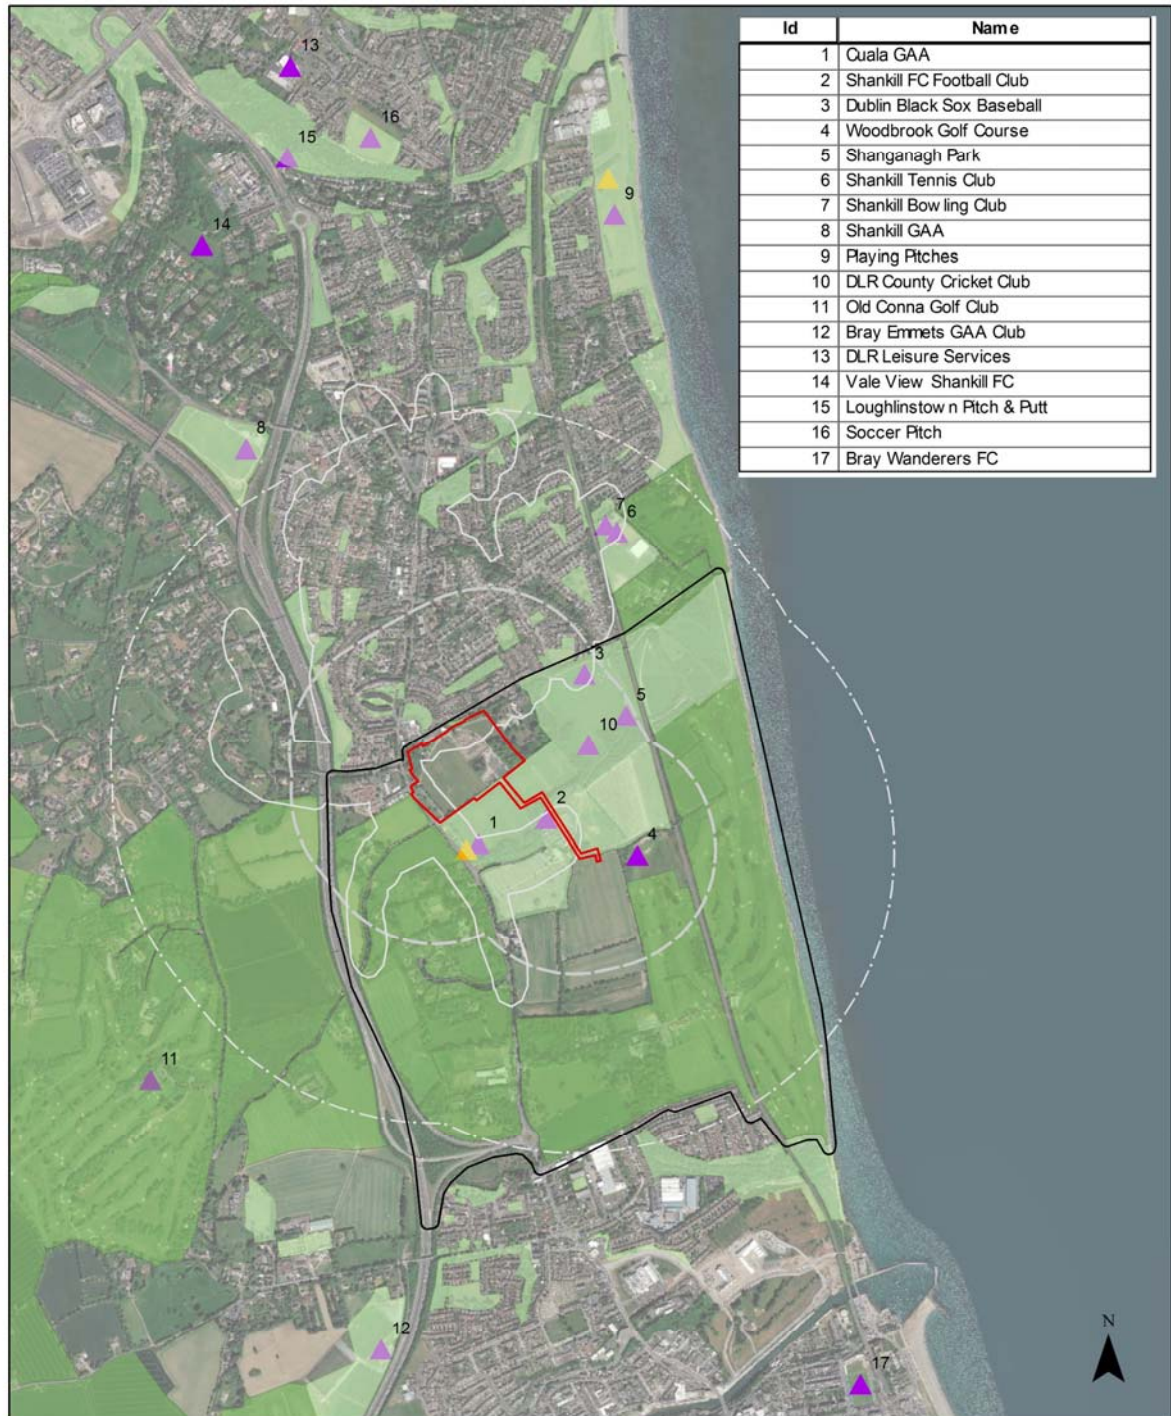 Id Name
1 Cuala GAA
2 Shankill FC Football Club
3 Dublin Black Sox Baseball
4 Woodbrook Golf Course
5 Shanganagh Park
6 Shankill Tennis Club
7 Shankill Bowling Club
8 Shankill GAA
9 Playing Pitches
10 DLR County Cricket Club
11 Old Conna Golf Club
12 Bray Emmets GAA Club
13 DLR Leisure Services
14 Vale View Shankill FC
15 Loughlinstown Pitch & Putt
16 Soccer Pitch
17 Bray Wanderers FC
13
16
15
9
14
8
7
6
3
5
10
2
1
4
11
12
17
N